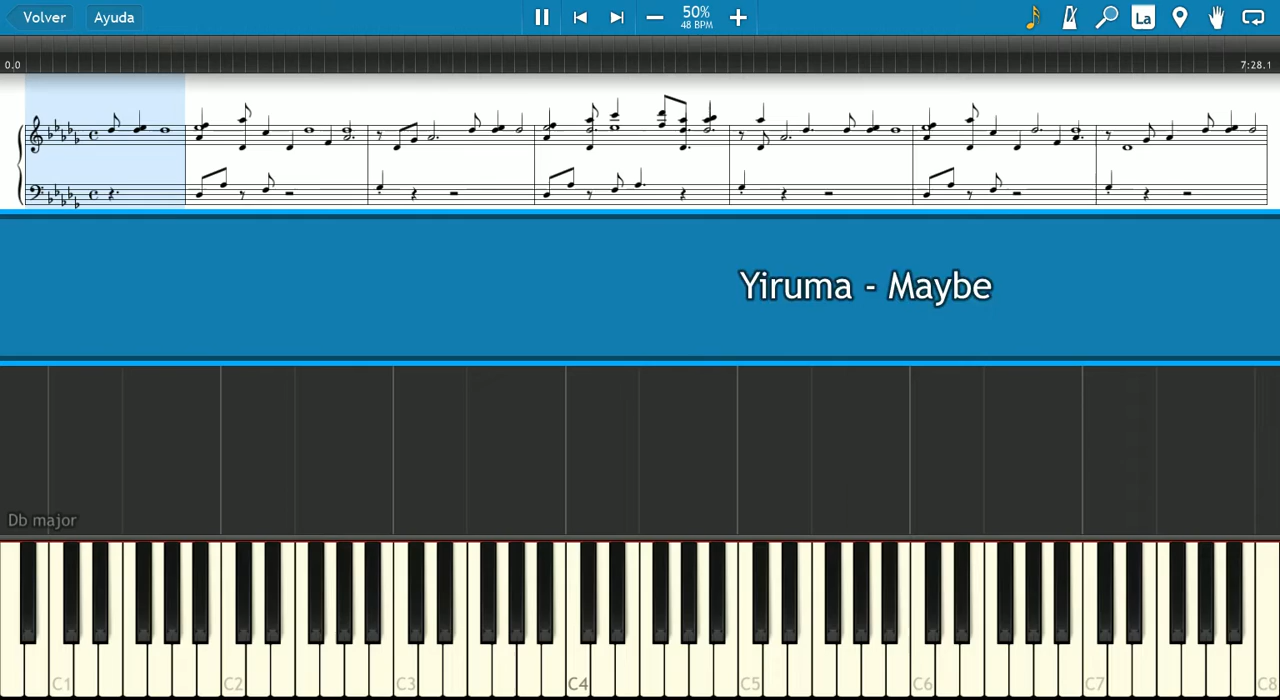 Volver Ayuda 50%
48 BPM La
0.0 7:28.1
Yiruma - Maybe
Db major
C1 C2 C3 C4 C5 C6 C7 C8